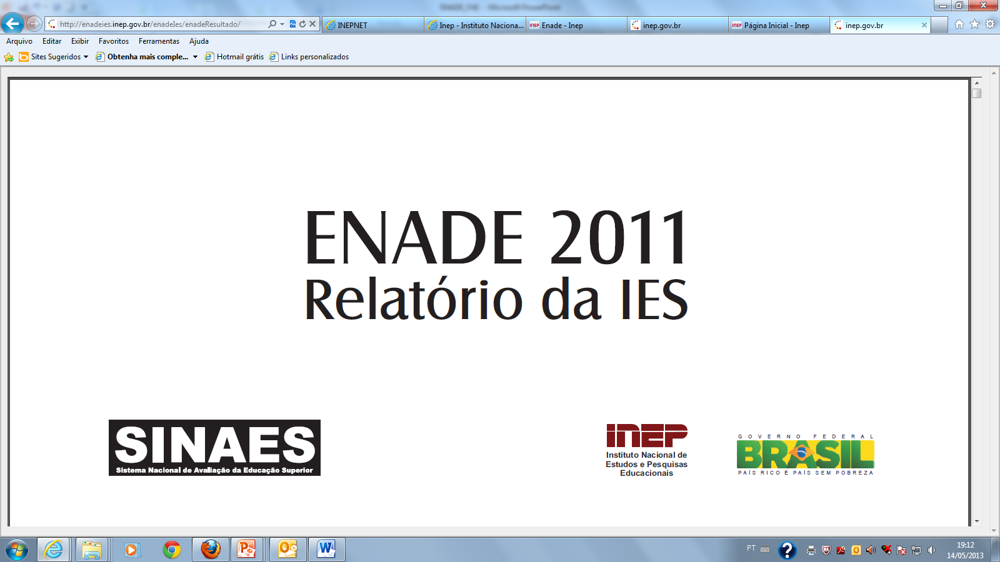 http://enadeies.inep.gov.br/enadeIes/enadeResultado/
INEPNET
Inep - Instituto Naciona...
Enade - Inep
inep.gov.br
Página Inicial - Inep
inep.gov.br
Arquivo Editar Exibir Favoritos Ferramentas Ajuda
Sites Sugeridos Obtenha mais comple... Hotmail grátis Links personalizados
ENADE 2011
Relatório da IES
SINAES
Sistema Nacional de Avaliação da Educação Superior
INEP
Instituto Nacional de
Estudos e Pesquisas
Educacionais
GOVERNO FEDERAL
BRASIL
PAÍS RICO É PAÍS SEM POBREZA
PT
19:12
14/05/2013